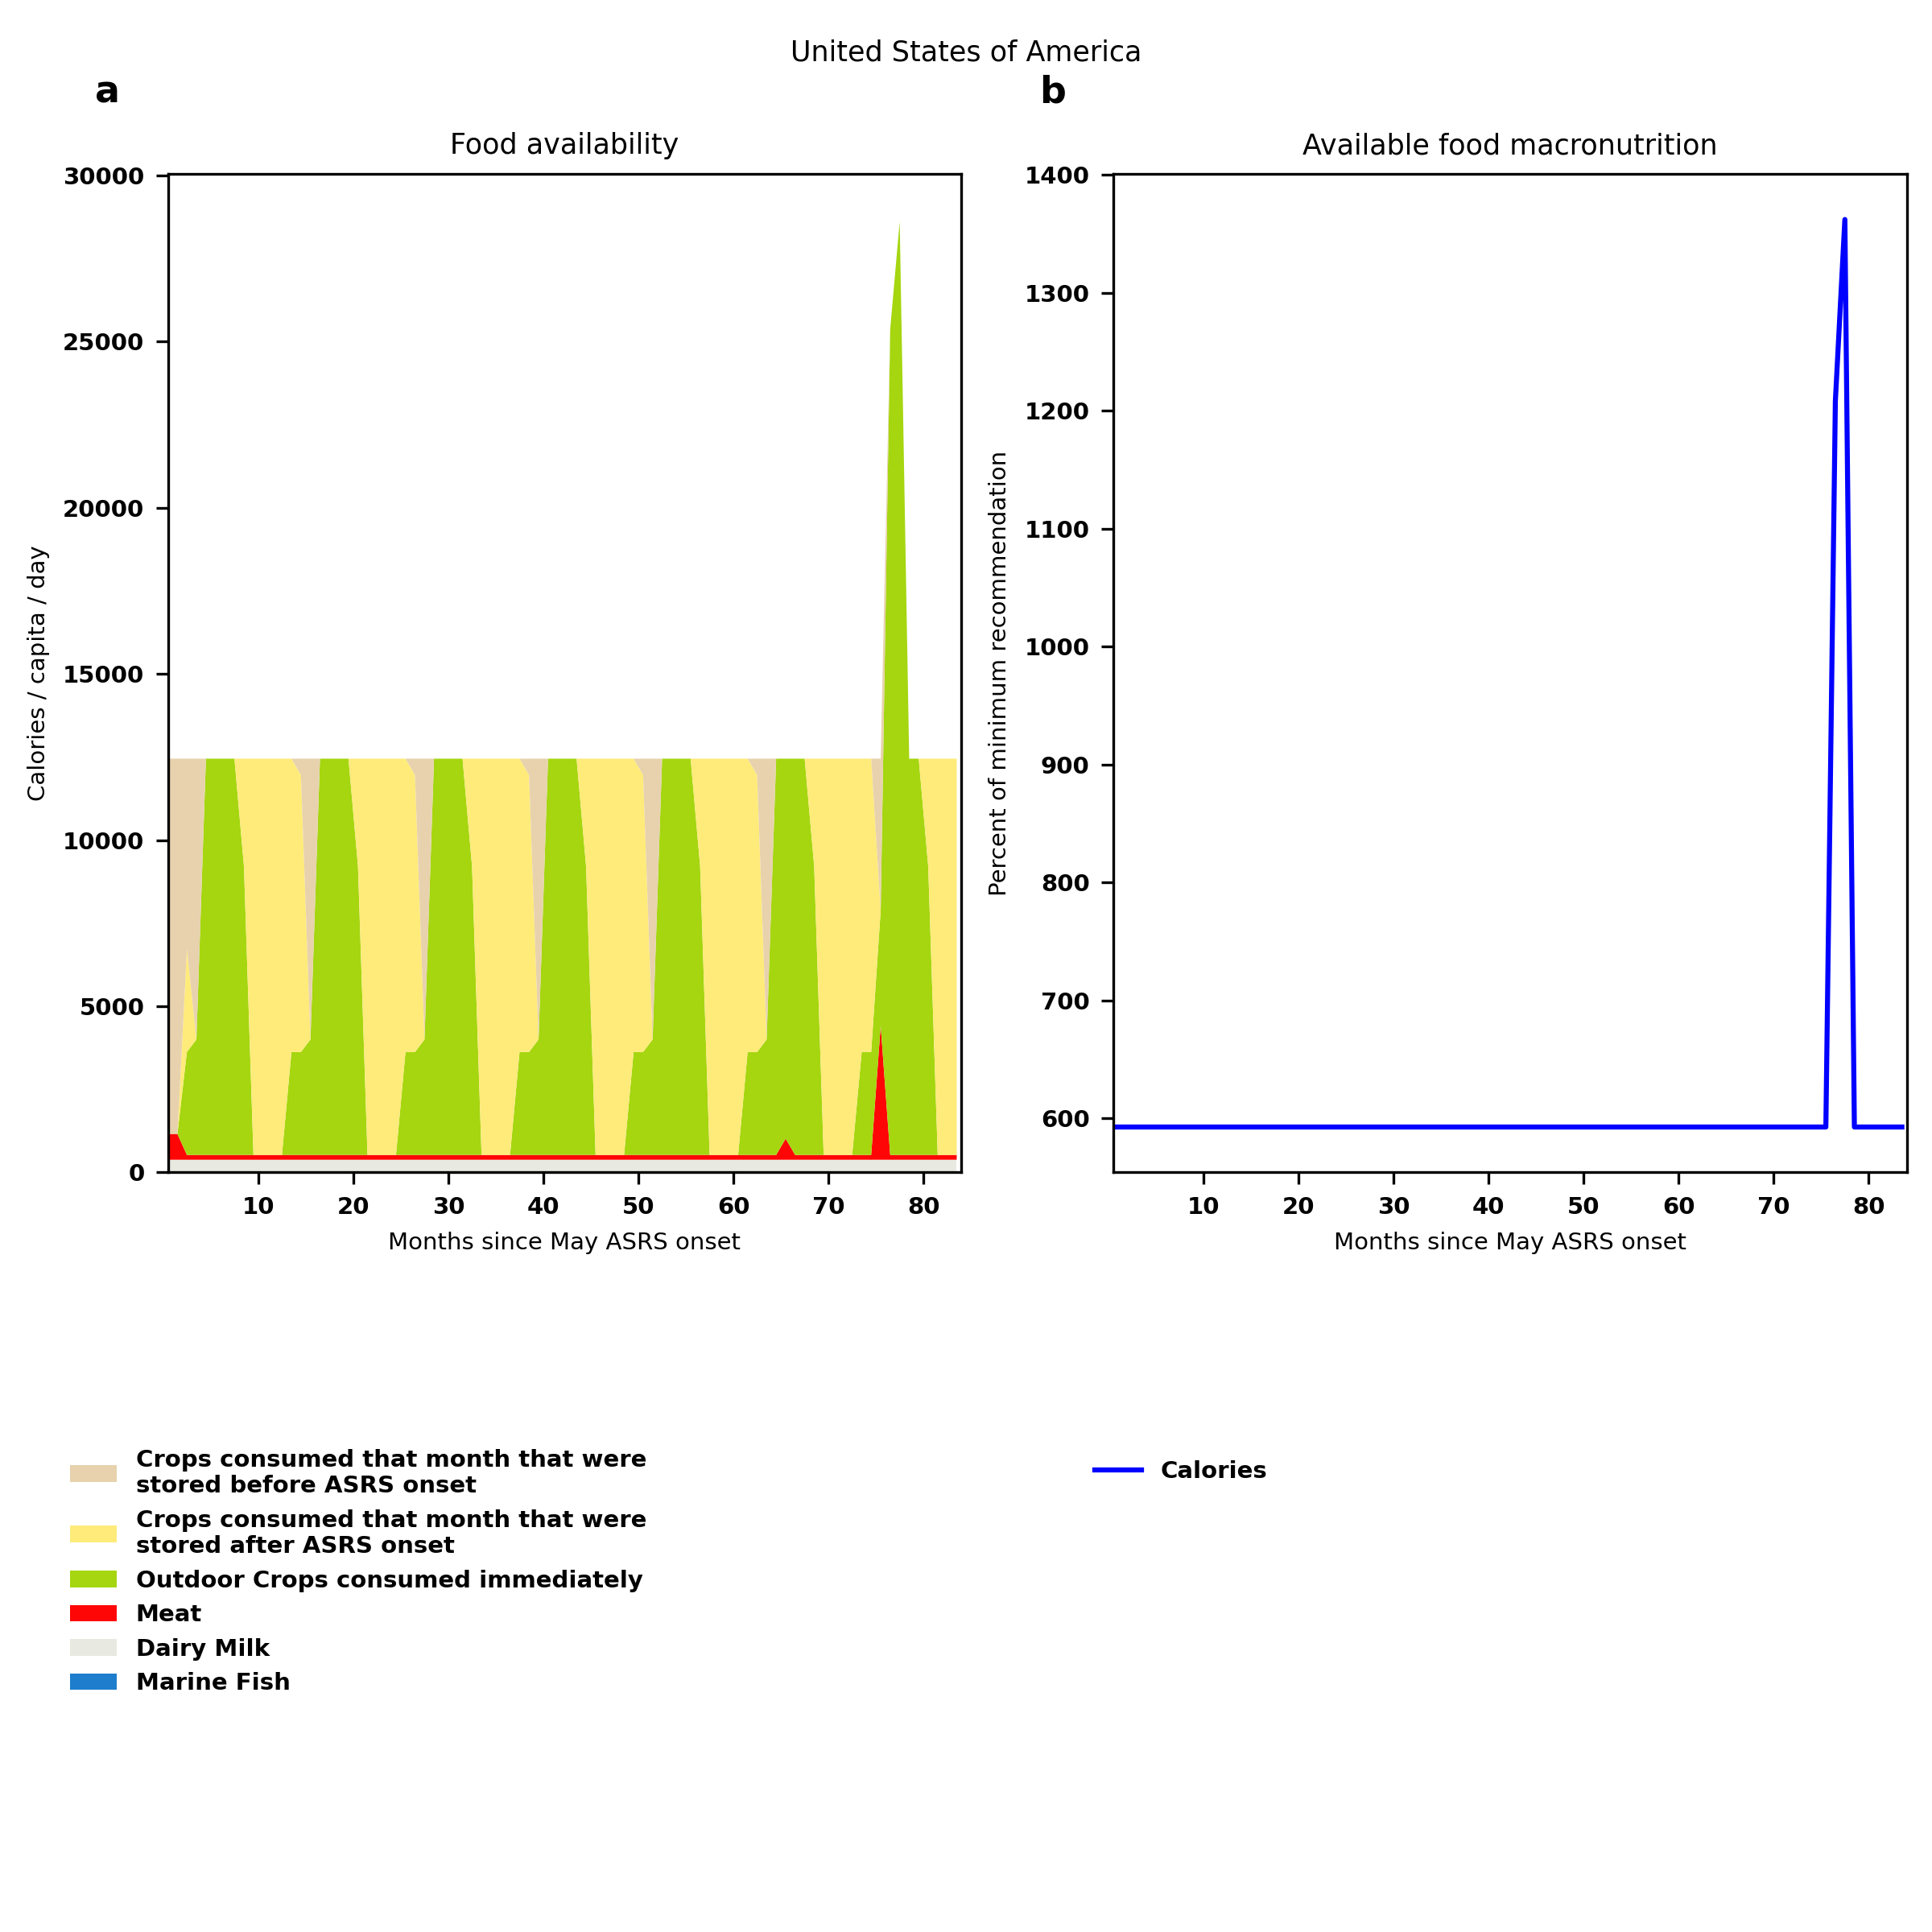 United States of America
a
Food availability
30000
25000
20000
15000
10000
5000
0
Calories / capita / day
10 20 30 40 50 60 70 80
Months since May ASRS onset
b
Available food macronutrition
1400
1300
1200
1100
1000
900
800
700
600
Percent of minimum recommendation
10 20 30 40 50 60 70 80
Months since May ASRS onset
Crops consumed that month that were
stored before ASRS onset
Crops consumed that month that were
stored after ASRS onset
Outdoor Crops consumed immediately
Meat
Dairy Milk
Marine Fish
Calories